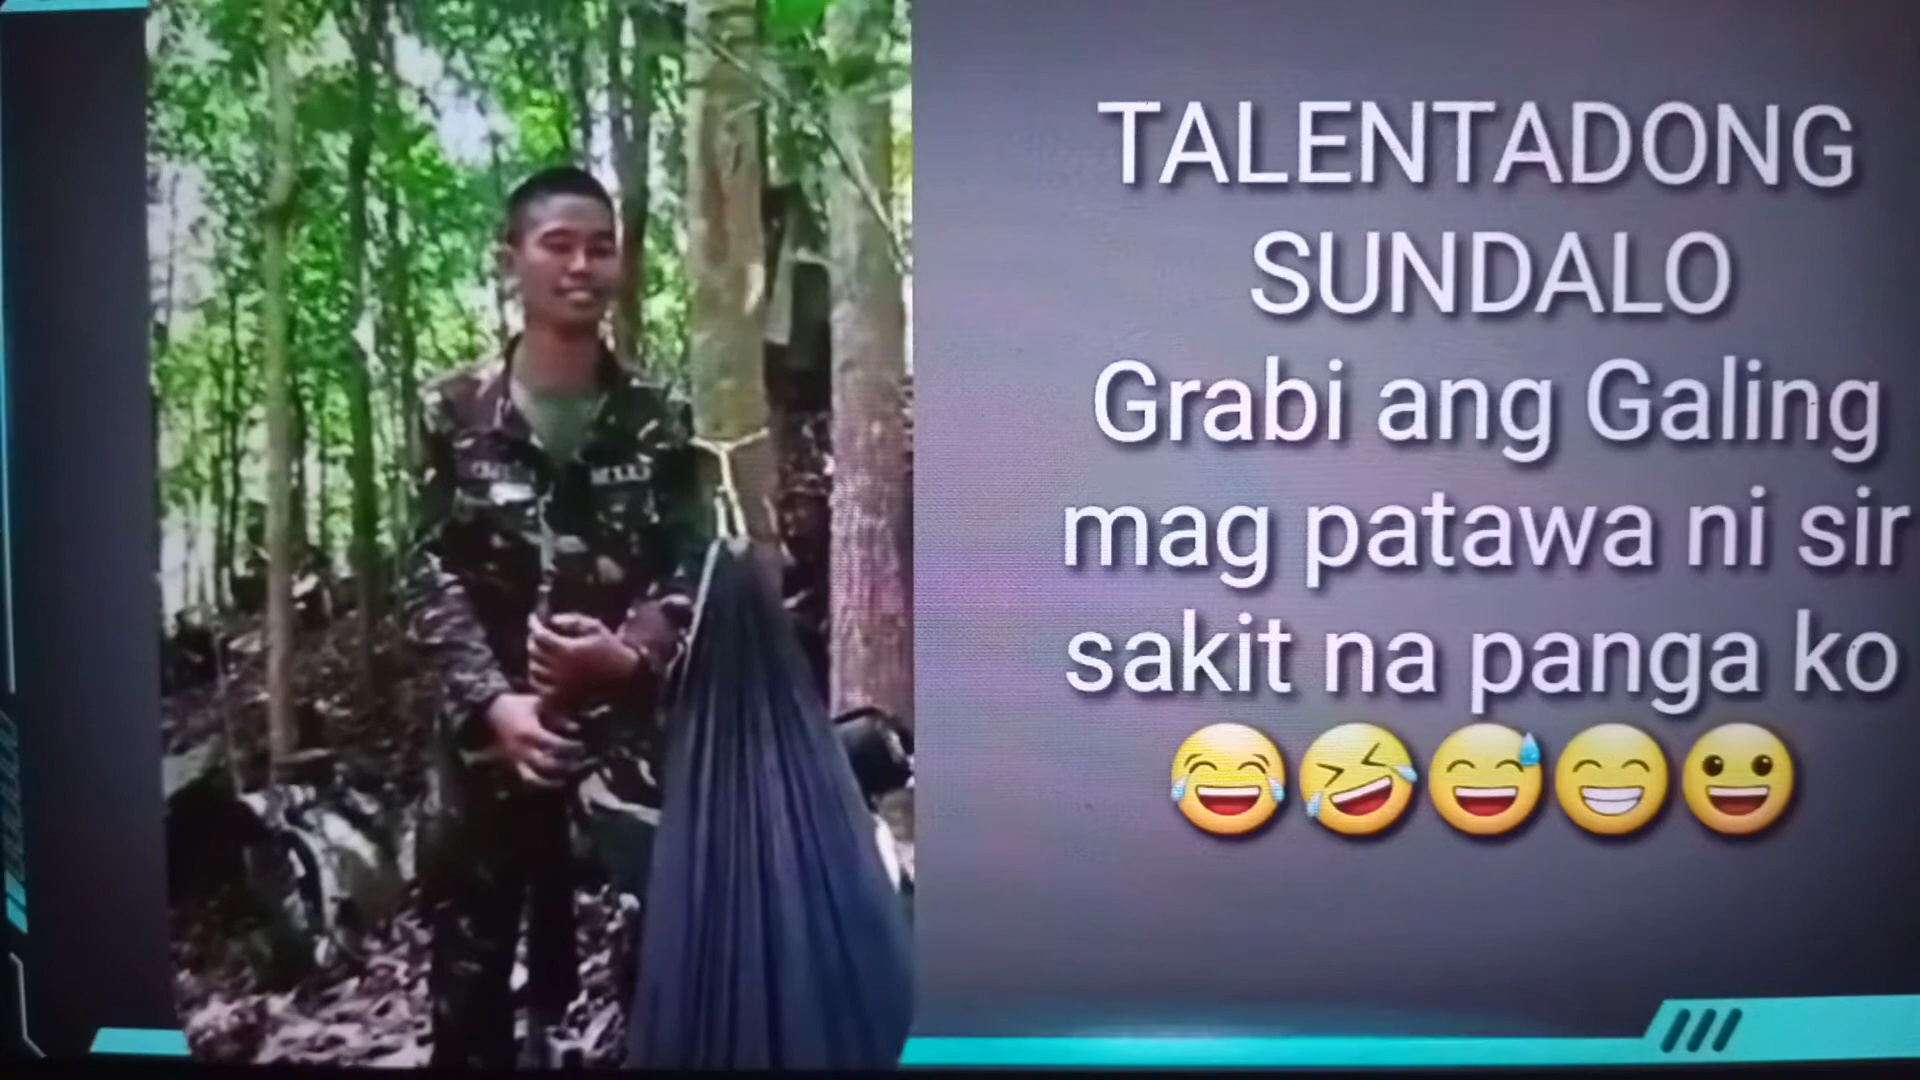 TALENTADONG
SUNDALO
Grabi ang Galing
mag patawa ni sir
sakit na panga ko
😂🤣😅😁😀